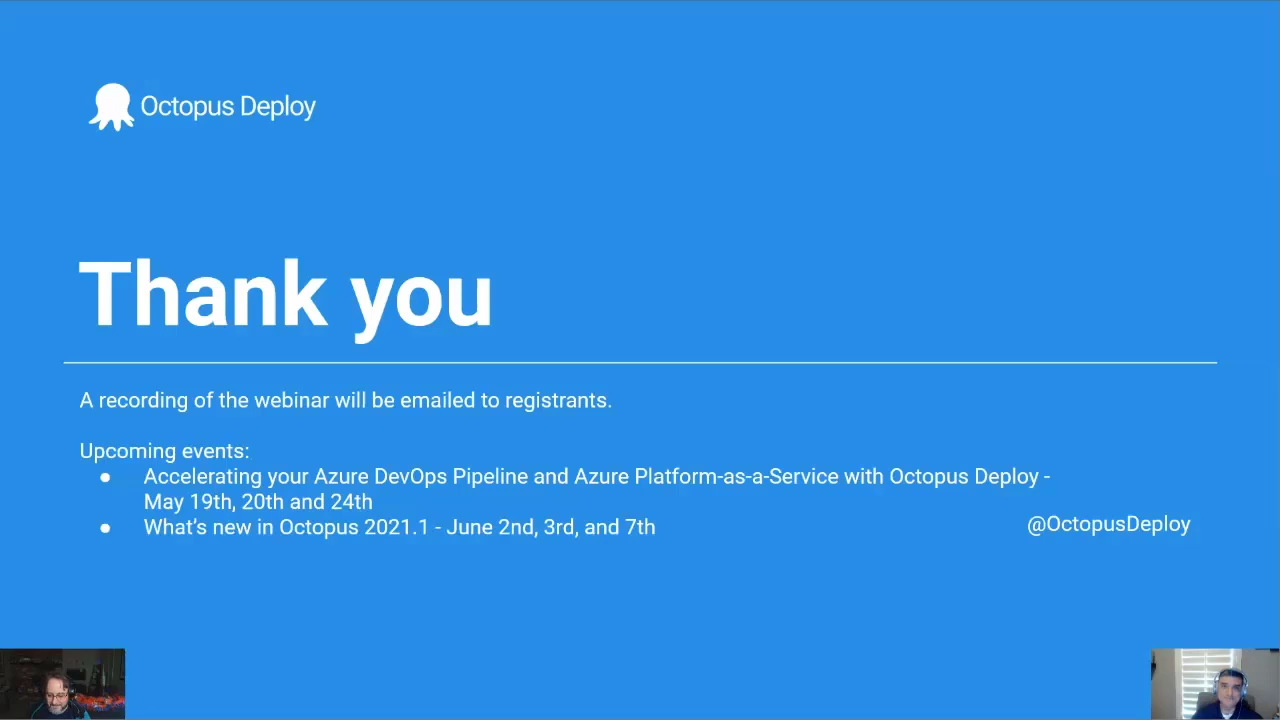 Octopus Deploy
Thank you
A recording of the webinar will be emailed to registrants.
Upcoming events:
● Accelerating your Azure DevOps Pipeline and Azure Platform-as-a-Service with Octopus Deploy -
May 19th, 20th and 24th
● What’s new in Octopus 2021.1 - June 2nd, 3rd, and 7th
@OctopusDeploy